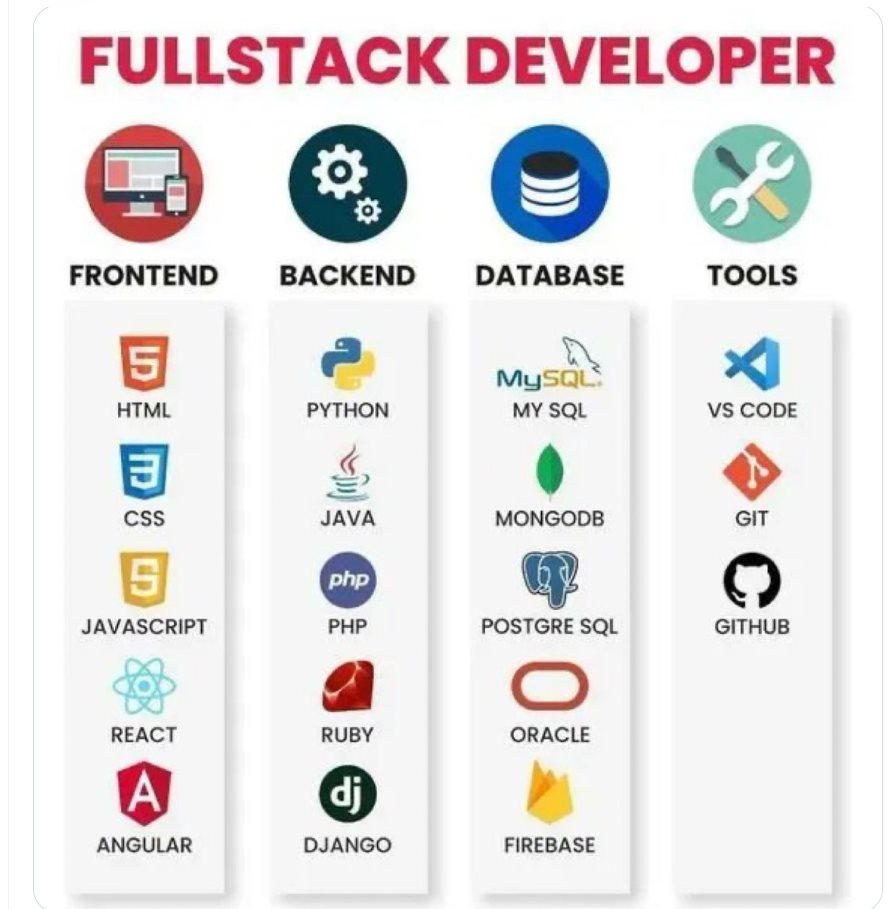 FULLSTACK DEVELOPER
FRONTEND
5
HTML
3
CSS
5
JAVASCRIPT
REACT
A
ANGULAR
BACKEND
PYTHON
JAVA
php
PHP
RUBY
dj
DJANGO
DATABASE
MySQL.
MY SQL
MONGODB
POSTGRE SQL
ORACLE
FIREBASE
TOOLS
VS CODE
GIT
GITHUB